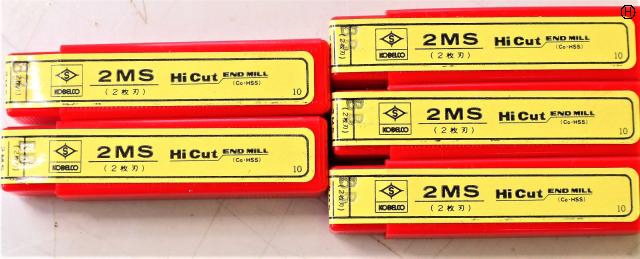 H
2MS Hi Cut END MILL
(2枚刃) (Co-HSS)
S
KOBELCO 10
2MS Hi Cut END MILL
(2枚刃) (Co-HSS)
S
KOBELCO 10
2MS Hi Cut END MILL
(2枚刃) (Co-HSS)
S
KOBELCO 10
2MS Hi Cut END MILL
(2枚刃) (Co-HSS)
S
KOBELCO 10
2MS Hi Cut END MILL
(2枚刃) (Co-HSS)
S
KOBELCO 10